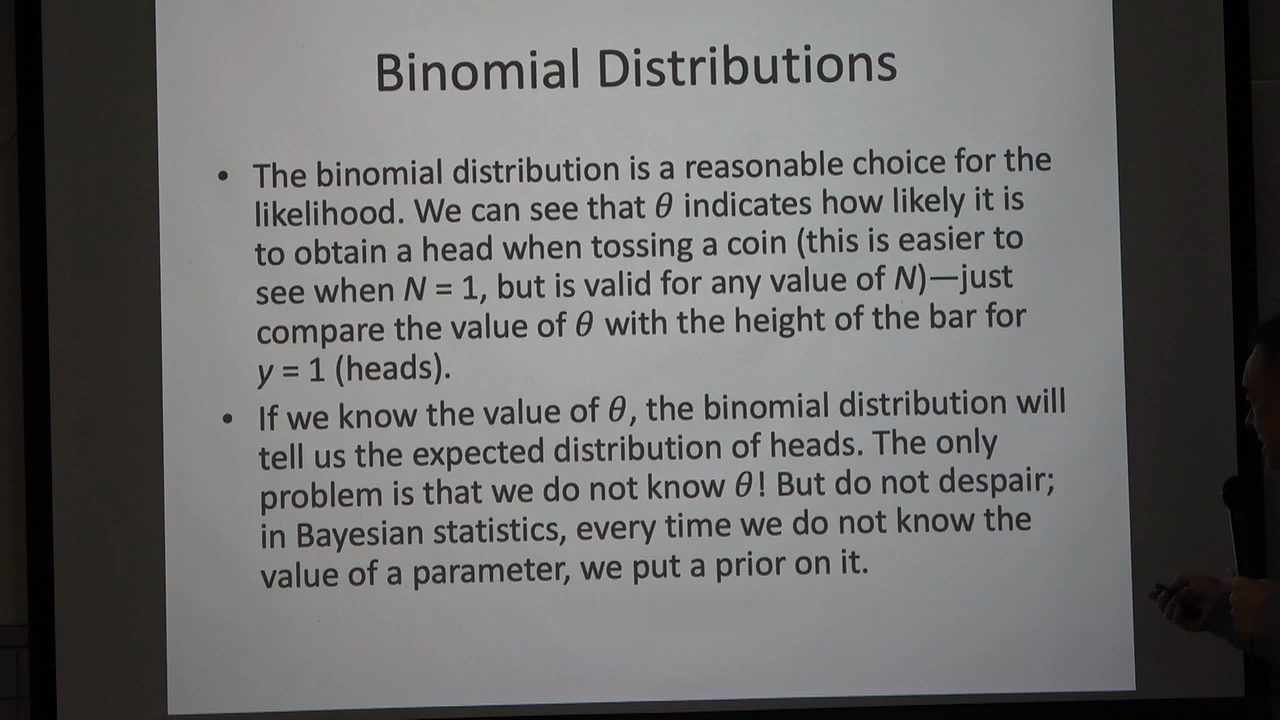 Binomial Distributions
• The binomial distribution is a reasonable choice for the
likelihood. We can see that θ indicates how likely it is
to obtain a head when tossing a coin (this is easier to
see when N = 1, but is valid for any value of N)—just
compare the value of θ with the height of the bar for
y = 1 (heads).
• If we know the value of θ, the binomial distribution will
tell us the expected distribution of heads. The only
problem is that we do not know θ! But do not despair;
in Bayesian statistics, every time we do not know the
value of a parameter, we put a prior on it.